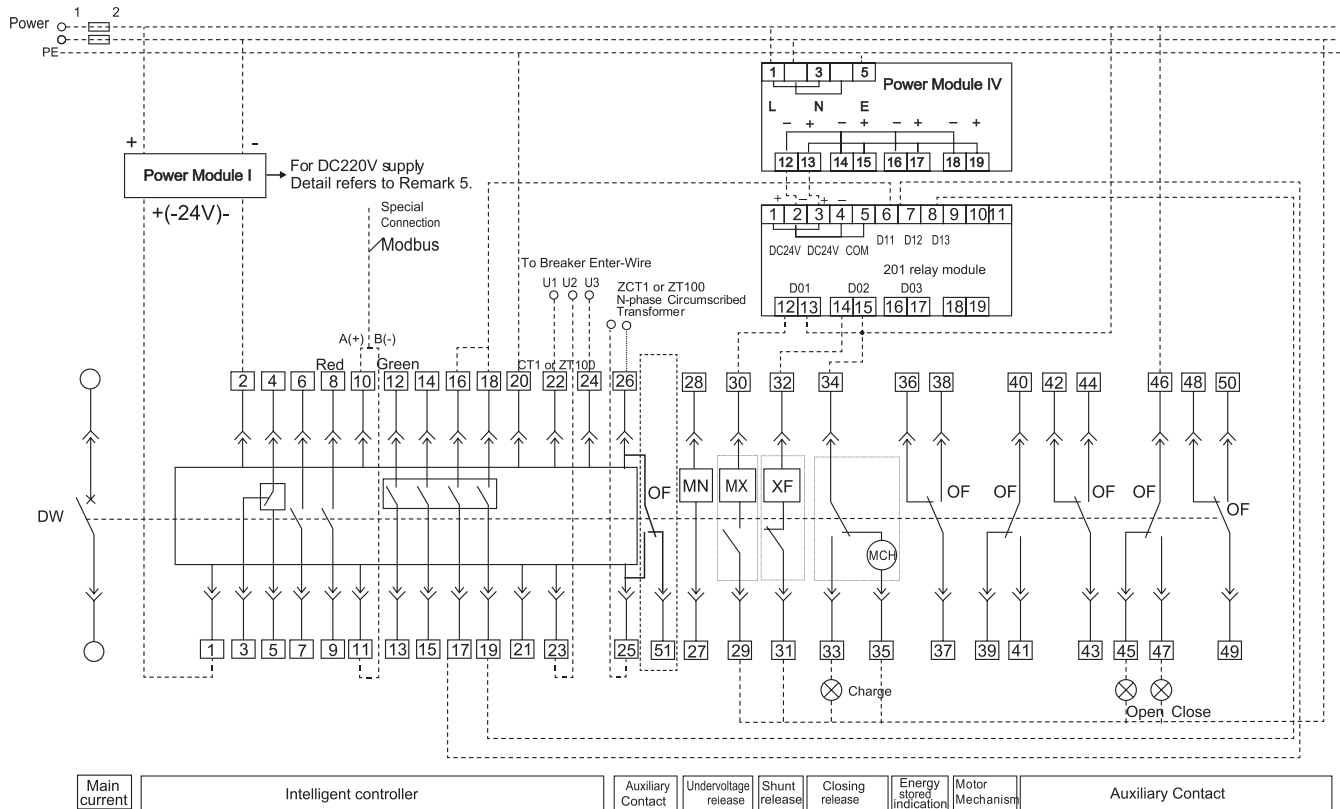 1 2
Power
PE
1 3 5
Power Module IV
L N E
− + − + − + − +
12 13 14 15 16 17 18 19
+ -
Power Module I
For DC220V supply
Detail refers to Remark 5.
+(-24V)-
Special
Connection
Modbus
+ − + −
1 2 3 4 5 6 7 8 9 10 11
DC24V DC24V COM D11 D12 D13
201 relay module
D01 D02 D03
12 13 14 15 16 17 18 19
To Breaker Enter-Wire
U1 U2 U3
ZCT1 or ZT100
N-phase Circumscribed
Transformer
A(+) B(-)
Red Green
CT1 or ZT100
2 4 6 8 10 12 14 16 18 20 22 24 26 28 30 32 34 36 38 40 42 44 46 48 50
MN MX XF
OF OF OF OF OF OF
DW
MCH
1 3 5 7 9 11 13 15 17 19 21 23 25 51 27 29 31 33 35 37 39 41 43 45 47 49
Charge
Open Close
Main
current
Intelligent controller
Auxiliary
Contact
Undervoltage
reiease
Shunt
release
Closing
release
Energy
stored
indication
Motor
Mechanism
Auxiliary Contact